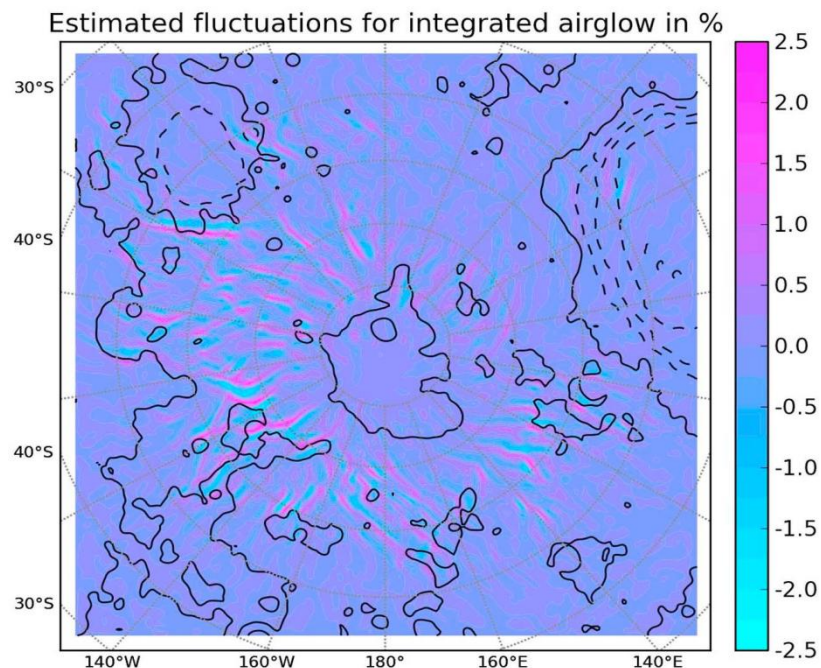 Estimated fluctuations for integrated airglow in %
30°S
40°S
40°S
30°S
140°W
160°W
180°
160°E
140°E
2.5
2.0
1.5
1.0
0.5
0.0
-0.5
-1.0
-1.5
-2.0
-2.5